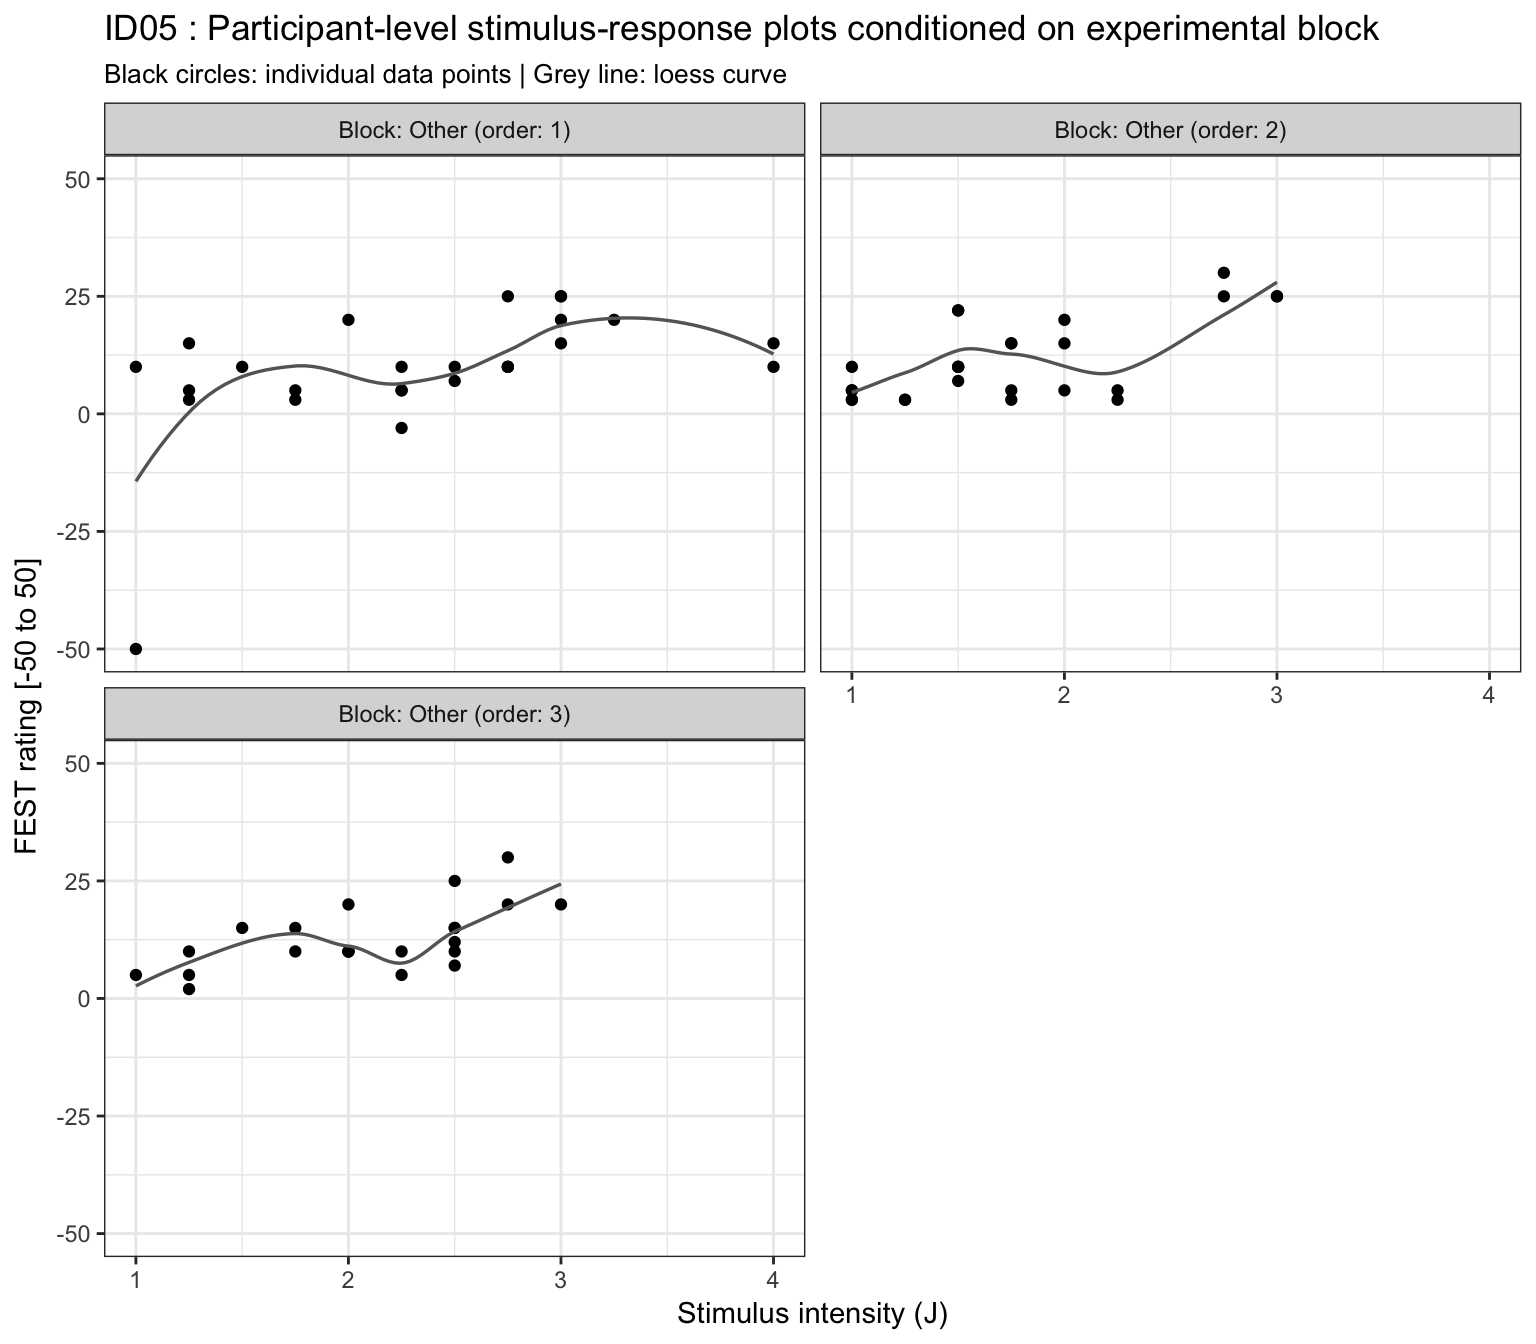 ID05 : Participant-level stimulus-response plots conditioned on experimental block
Black circles: individual data points | Grey line: loess curve
Block: Other (order: 1)
Block: Other (order: 2)
50
25
0
-25
-50
1
2
3
4
Block: Other (order: 3)
50
25
0
-25
-50
1
2
3
4
FEST rating [-50 to 50]
Stimulus intensity (J)